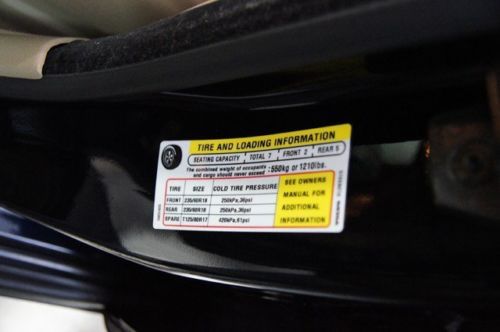 TIRE AND LOADING INFORMATION
SEATING CAPACITY TOTAL 7 FRONT 2 REAR 5
The combined weight of occupants and cargo should never exceed : 550kg or 1210lbs.
TIRE SIZE COLD TIRE PRESSURE
FRONT 235/60R18 250kPa,36psi
REAR 235/60R18 250kPa,36psi
SPARE T125/80R17 420kPa,61psi
SEE OWNERS
MANUAL FOR
ADDITIONAL
INFORMATION